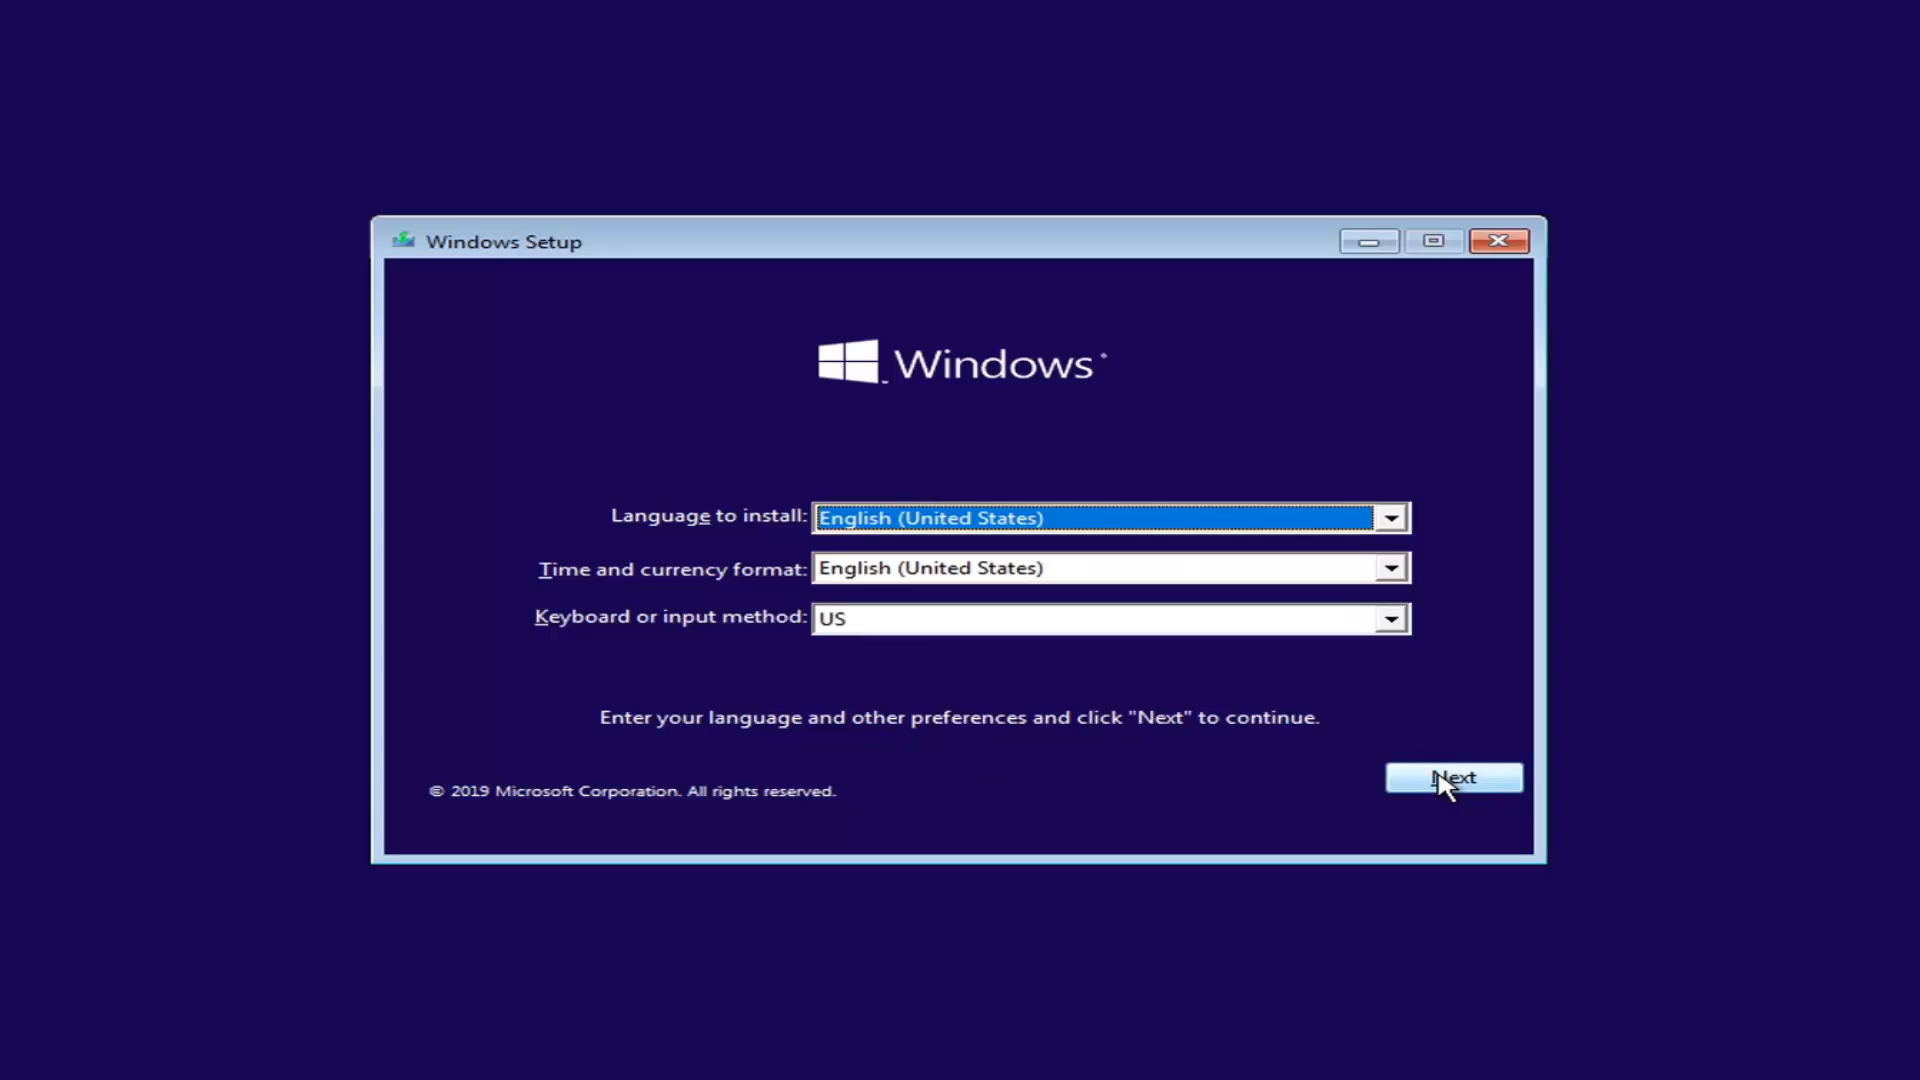 Windows Setup
Windows
Language to install: English (United States)
Time and currency format: English (United States)
Keyboard or input method: US
Enter your language and other preferences and click "Next" to continue.
Next
© 2019 Microsoft Corporation. All rights reserved.